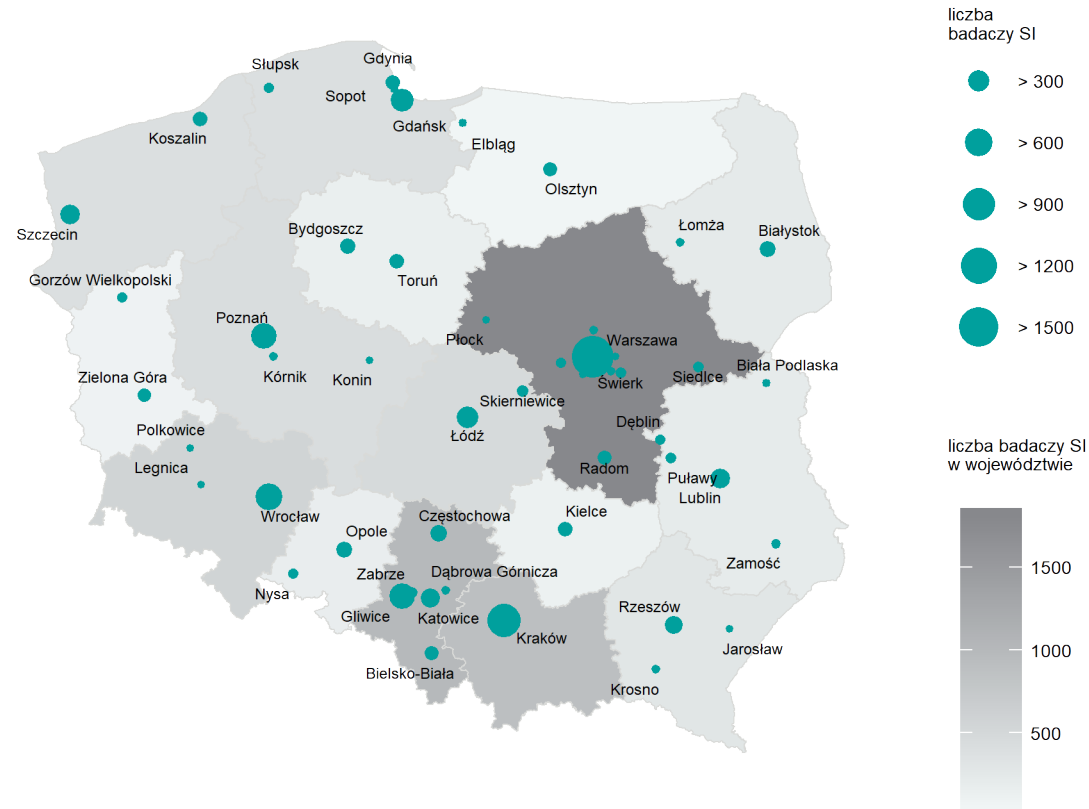 liczba
badaczy SI
> 300
> 600
> 900
> 1200
> 1500
Słupsk
Gdynia
Sopot
Gdańsk
Koszalin
Elbląg
Olsztyn
Szczecin
Łomża
Białystok
Bydgoszcz
Toruń
Gorzów Wielkopolski
Poznań
Płock
Warszawa
Kórnik
Konin
Zielona Góra
Świerk
Siedlce
Biała Podlaska
Skierniewice
Łódź
Dęblin
Polkowice
Legnica
Radom
Puławy
Lublin
Wrocław
Częstochowa
Kielce
Opole
Zamość
Nysa
Zabrze
Dąbrowa Górnicza
Gliwice
Katowice
Kraków
Rzeszów
Jarosław
Bielsko-Biała
Krosno
liczba badaczy SI
w województwie
1500
1000
500